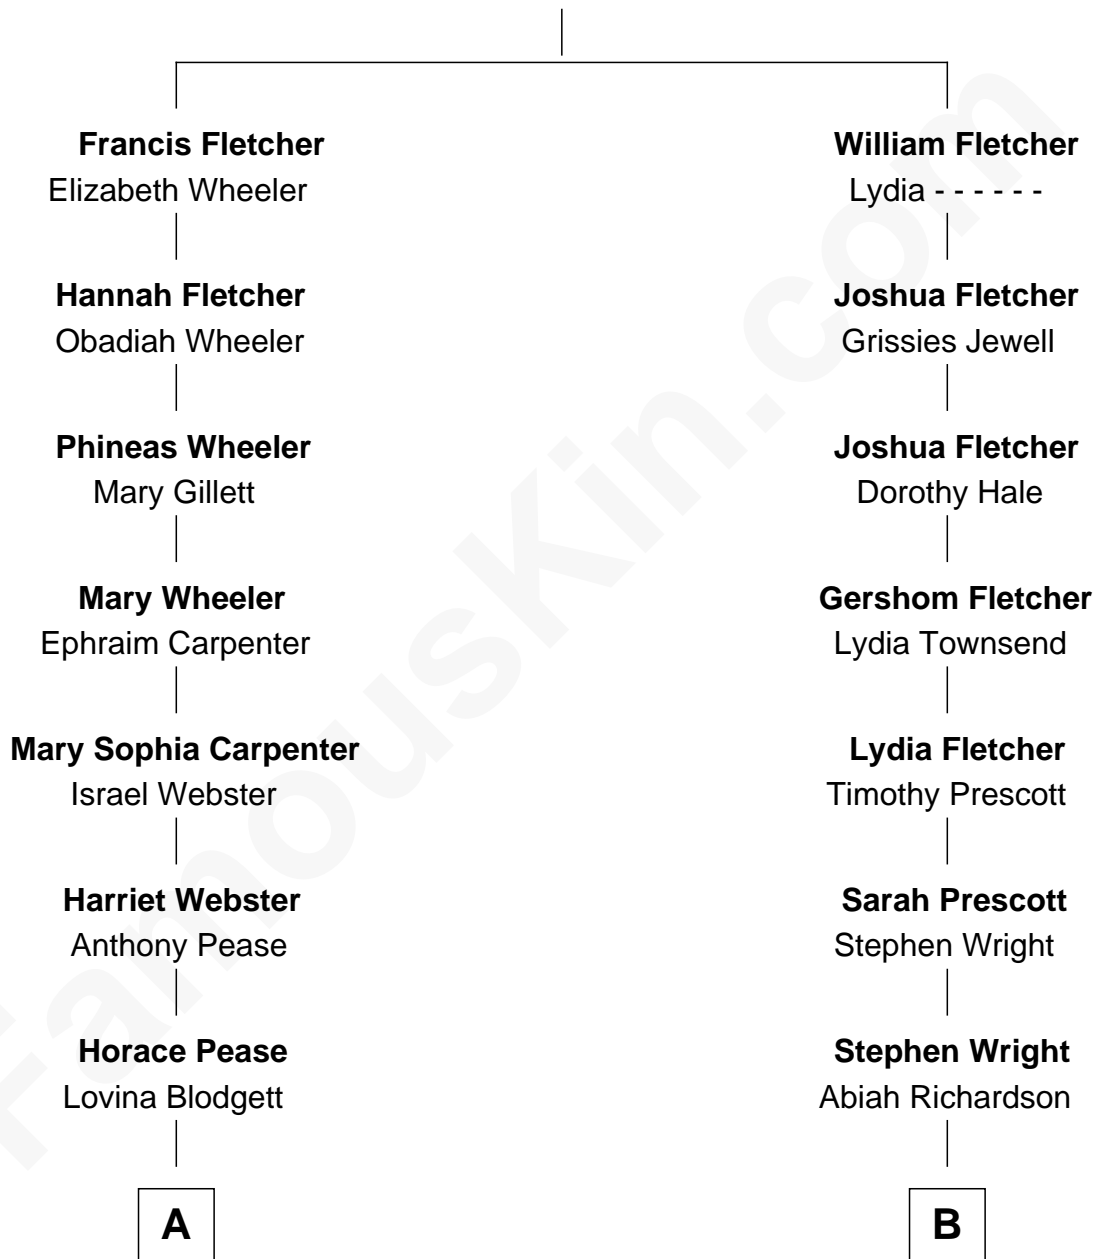 Francis Fletcher
Elizabeth Wheeler
Hannah Fletcher
Obadiah Wheeler
Phineas Wheeler
Mary Gillett
Mary Wheeler
Ephraim Carpenter
Mary Sophia Carpenter
Israel Webster
Harriet Webster
Anthony Pease
Horace Pease
Lovina Blodgett
A
William Fletcher
Lydia - - - - - -
Joshua Fletcher
Grissies Jewell
Joshua Fletcher
Dorothy Hale
Gershom Fletcher
Lydia Townsend
Lydia Fletcher
Timothy Prescott
Sarah Prescott
Stephen Wright
Stephen Wright
Abiah Richardson
B
FamousKin.com